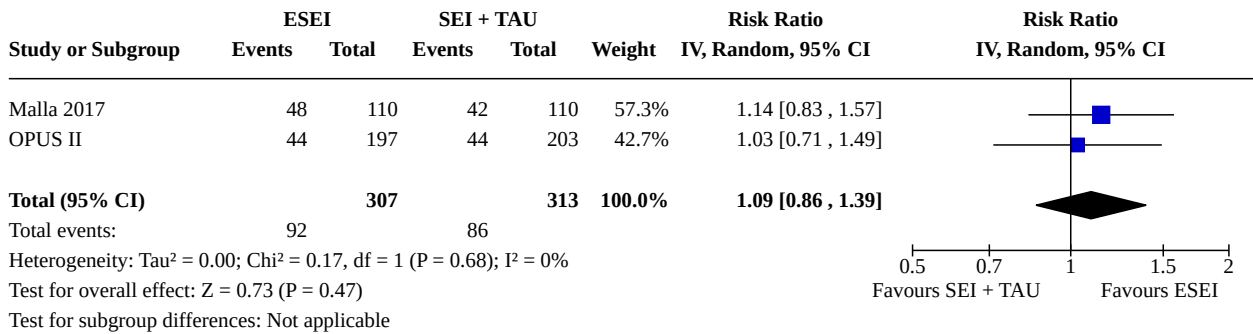 ESEI SEI + TAU Risk Ratio Risk Ratio
Study or Subgroup Events Total Events Total Weight IV, Random, 95% CI IV, Random, 95% CI
Malla 2017 48 110 42 110 57.3% 1.14 [0.83 , 1.57]
OPUS II 44 197 44 203 42.7% 1.03 [0.71 , 1.49]
Total (95% CI) 307 313 100.0% 1.09 [0.86 , 1.39]
Total events: 92 86
Heterogeneity: Tau² = 0.00; Chi² = 0.17, df = 1 (P = 0.68); I² = 0%
0.5 0.7 1 1.5 2
Test for overall effect: Z = 0.73 (P = 0.47) Favours SEI + TAU Favours ESEI
Test for subgroup differences: Not applicable